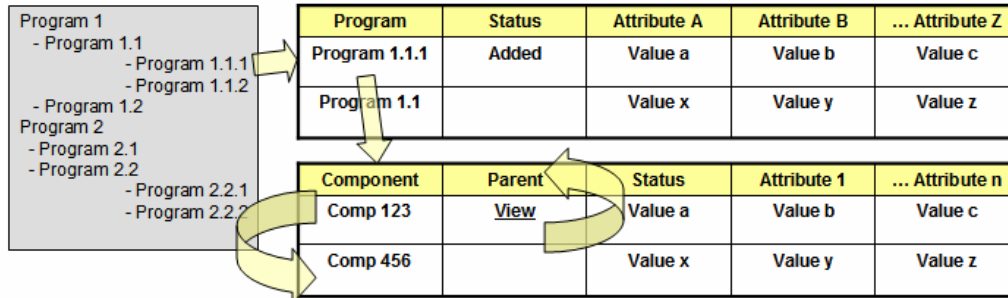 Program 1
- Program 1.1
- Program 1.1.1
- Program 1.1.2
- Program 1.2
Program 2
- Program 2.1
- Program 2.2
- Program 2.2.1
- Program 2.2.2
Program Status Attribute A Attribute B ... Attribute Z
Program 1.1.1 Added Value a Value b Value c
Program 1.1 Value x Value y Value z
Component Parent Status Attribute 1 ... Attribute n
Comp 123 View Value a Value b Value c
Comp 456 Value x Value y Value z